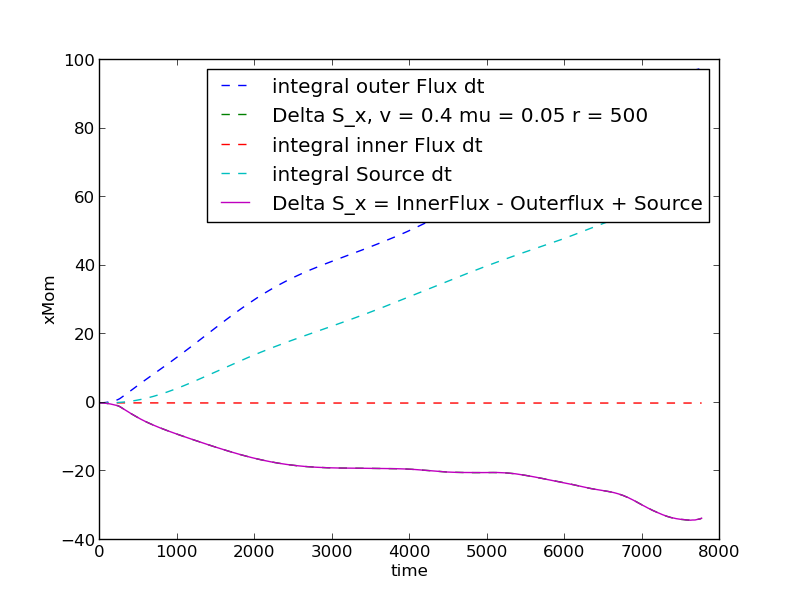 100
80
60
40
20
0
−20
−40
xMom
integral outer Flux dt
Delta S_x, v = 0.4 mu = 0.05 r = 500
integral inner Flux dt
integral Source dt
Delta S_x = InnerFlux - Outerflux + Source
0 1000 2000 3000 4000 5000 6000 7000 8000
time